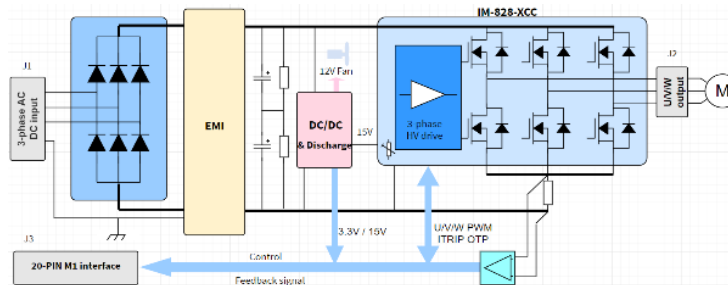 IM-828-XCC
J1
3-phase AC
DC input
EMI
12V Fan
DC/DC
& Discharge
15V
3-phase
HV drive
J2
U/V/W
output
M
3.3V / 15V
U/V/W PWM
ITRIP OTP
J3
20-PIN M1 interface
Control
Feedback signal